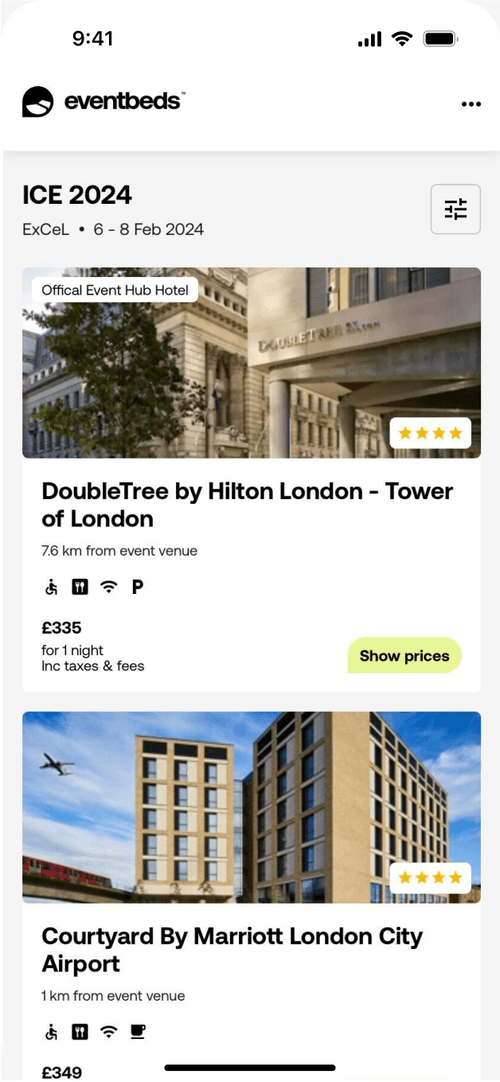 9:41
eventbeds™
ICE 2024
ExCeL • 6 - 8 Feb 2024
Offical Event Hub Hotel
DOUBLETREE
DoubleTree by Hilton London - Tower
of London
7.6 km from event venue
P
£335
for 1 night
Inc taxes & fees
Show prices
Courtyard By Marriott London City
Airport
1 km from event venue
£349